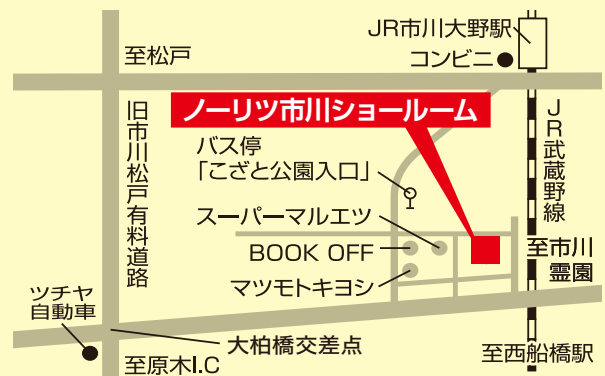 JR市川大野駅
コンビニ
至松戸
旧市川松戸有料道路
ノーリツ市川ショールーム
JR武蔵野線
バス停
「こざと公園入口」
スーパーマルエツ
BOOK OFF
マツモトキヨシ
至市川
霊園
ツチヤ
自動車
大柏橋交差点
至原木I.C
至西船橋駅